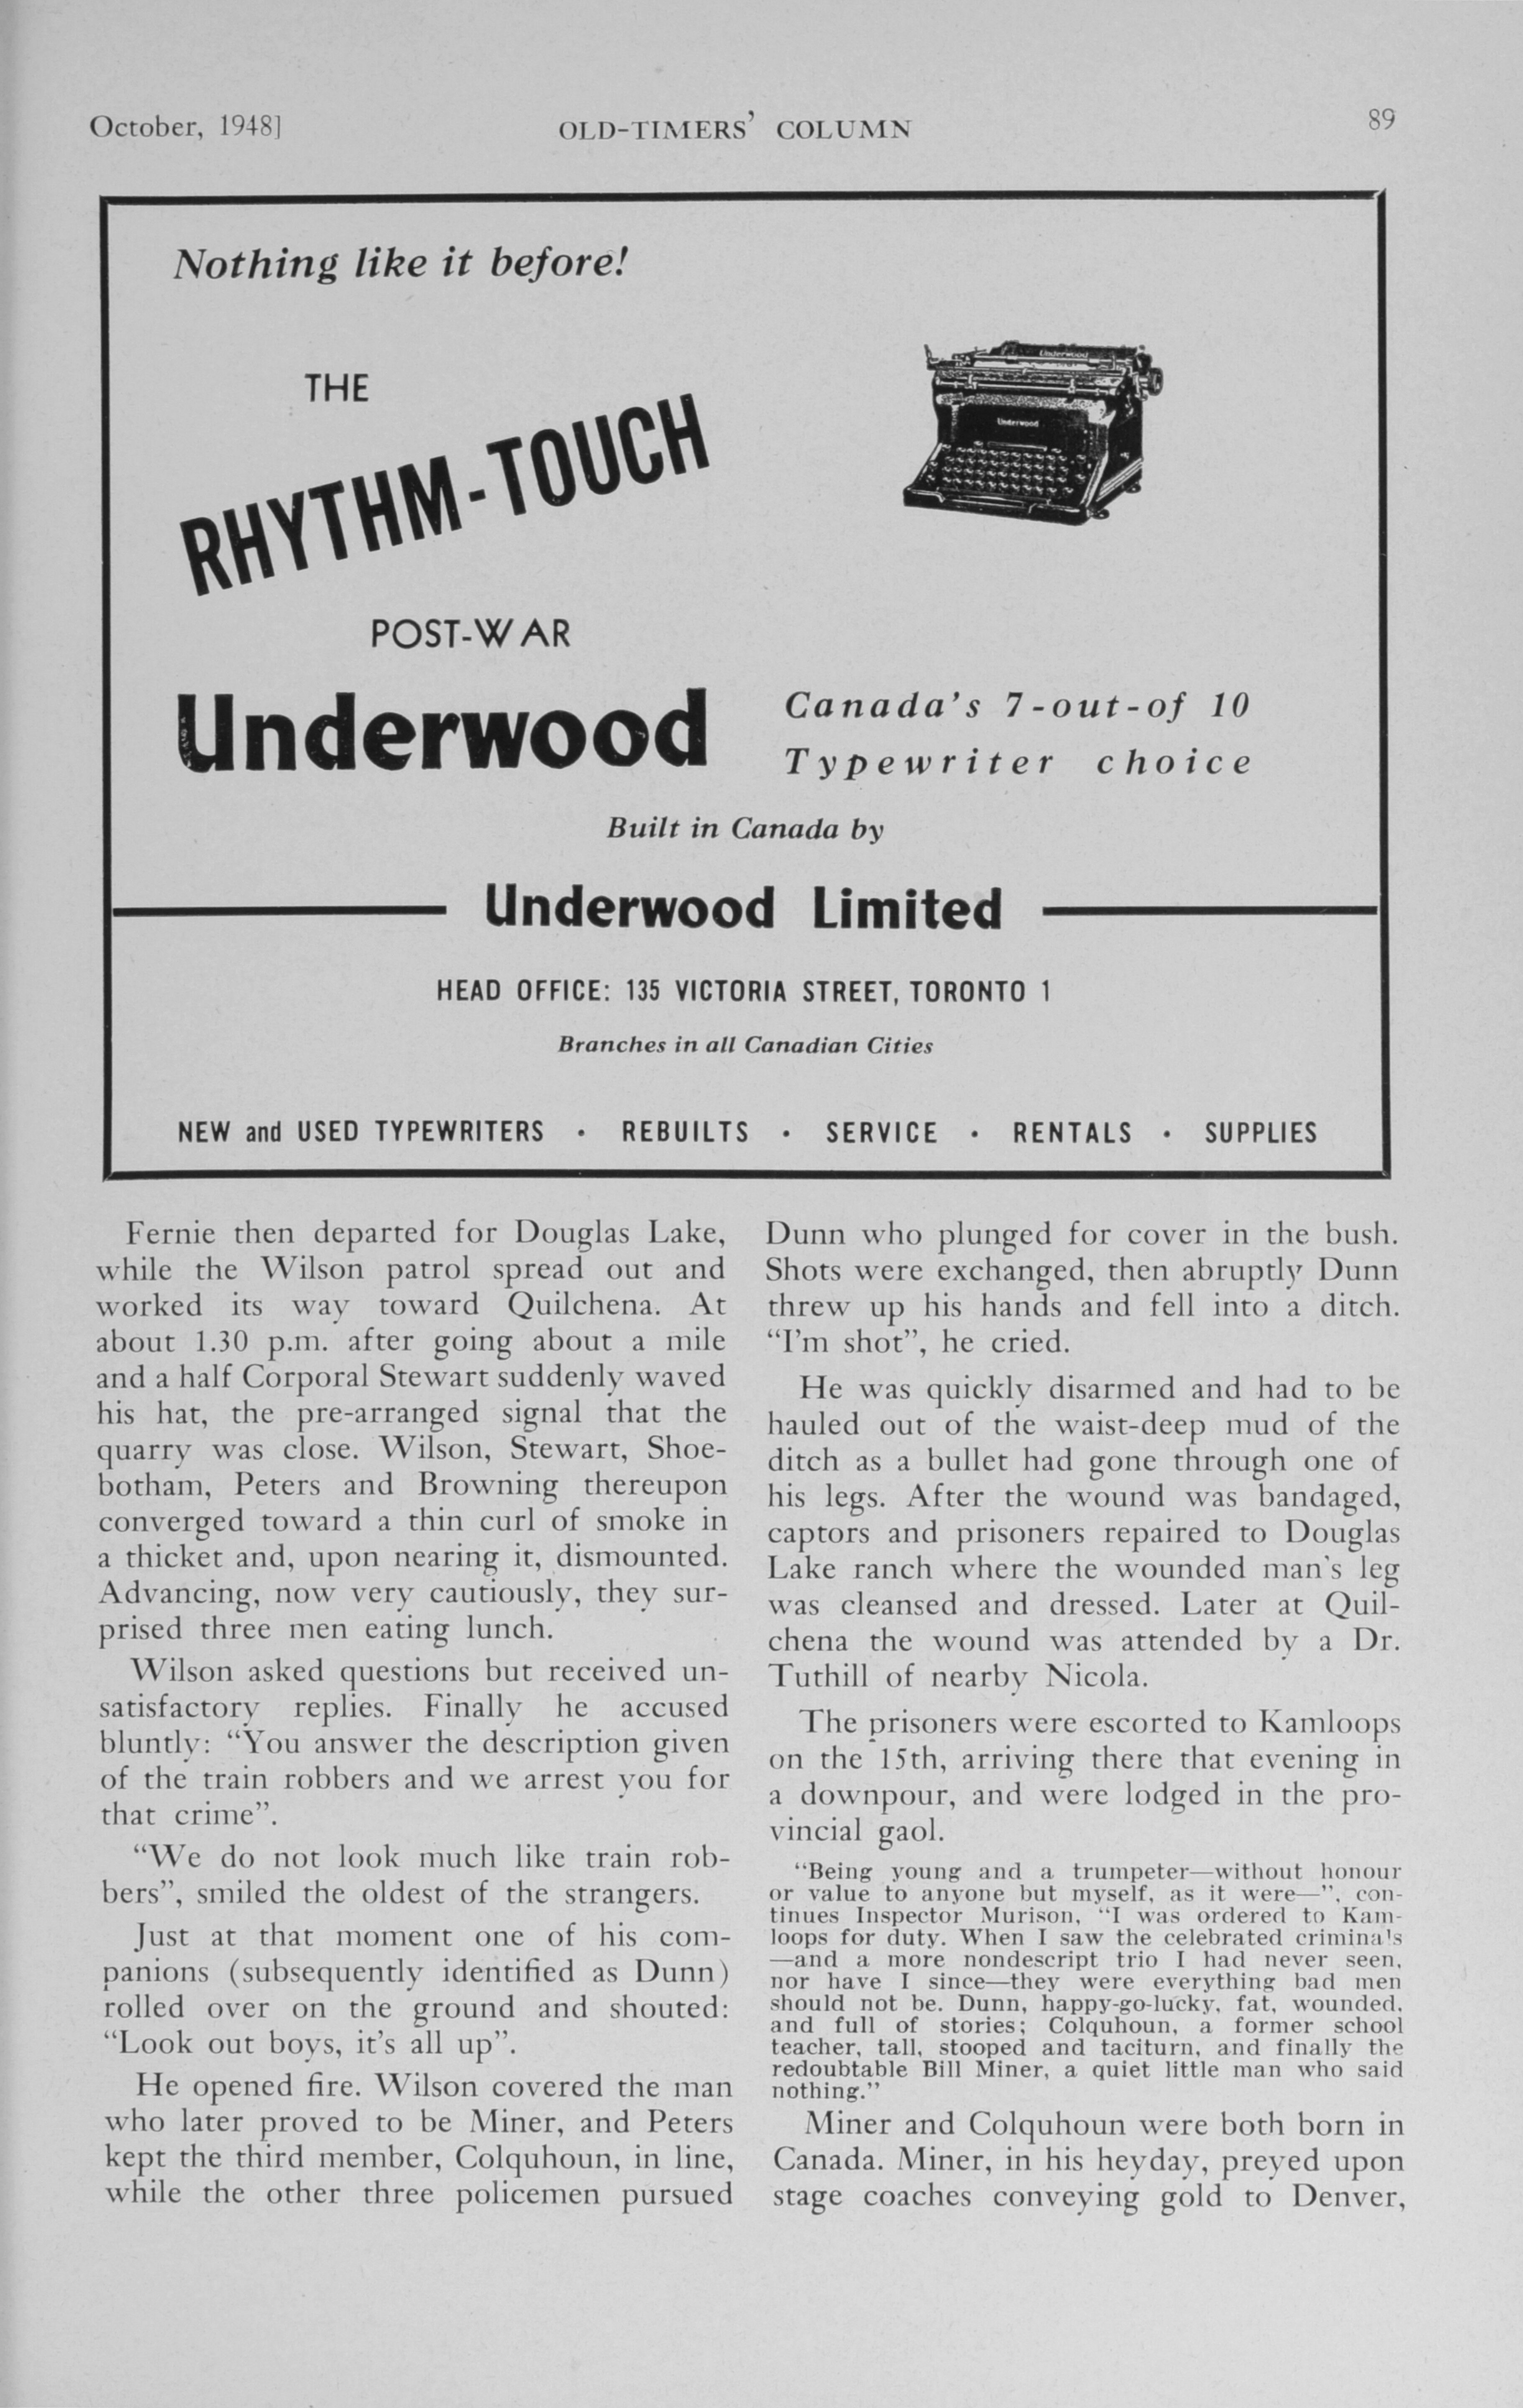 October, 1948]
OLD-TIMERS' COLUMN
89
Nothing like it before!
THE
RHYTHM-TOUCH
POST-WAR
Underwood
Underwood
Underwood
Canada's 7-out-of 10
Typewriter choice
Built in Canada by
Underwood Limited
HEAD OFFICE: 135 VICTORIA STREET, TORONTO 1
Branches in all Canadian Cities
NEW and USED TYPEWRITERS · REBUILTS · SERVICE · RENTALS · SUPPLIES
Fernie then departed for Douglas Lake,
while the Wilson patrol spread out and
worked its way toward Quilchena. At
about 1.30 p.m. after going about a mile
and a half Corporal Stewart suddenly waved
his hat, the pre-arranged signal that the
quarry was close. Wilson, Stewart, Shoe-
botham, Peters and Browning thereupon
converged toward a thin curl of smoke in
a thicket and, upon nearing it, dismounted.
Advancing, now very cautiously, they sur-
prised three men eating lunch.
Wilson asked questions but received un-
satisfactory replies. Finally he accused
bluntly: "You answer the description given
of the train robbers and we arrest you for
that crime".
"We do not look much like train rob-
bers", smiled the oldest of the strangers.
Just at that moment one of his com-
panions (subsequently identified as Dunn)
rolled over on the ground and shouted:
"Look out boys, it's all up".
He opened fire. Wilson covered the man
who later proved to be Miner, and Peters
kept the third member, Colquhoun, in line,
while the other three policemen pursued
Dunn who plunged for cover in the bush.
Shots were exchanged, then abruptly Dunn
threw up his hands and fell into a ditch.
"I'm shot", he cried.
He was quickly disarmed and had to be
hauled out of the waist-deep mud of the
ditch as a bullet had gone through one of
his legs. After the wound was bandaged,
captors and prisoners repaired to Douglas
Lake ranch where the wounded man's leg
was cleansed and dressed. Later at Quil-
chena the wound was attended by a Dr.
Tuthill of nearby Nicola.
The prisoners were escorted to Kamloops
on the 15th, arriving there that evening in
a downpour, and were lodged in the pro-
vincial gaol.
"Being young and a trumpeter—without honour
or value to anyone but myself, as it were—", con-
tinues Inspector Murison, "I was ordered to Kam-
loops for duty. When I saw the celebrated criminals
—and a more nondescript trio I had never seen,
nor have I since—they were everything bad men
should not be. Dunn, happy-go-lucky, fat, wounded,
and full of stories; Colquhoun, a former school
teacher, tall, stooped and taciturn, and finally the
redoubtable Bill Miner, a quiet little man who said
nothing."
Miner and Colquhoun were both born in
Canada. Miner, in his heyday, preyed upon
stage coaches conveying gold to Denver,